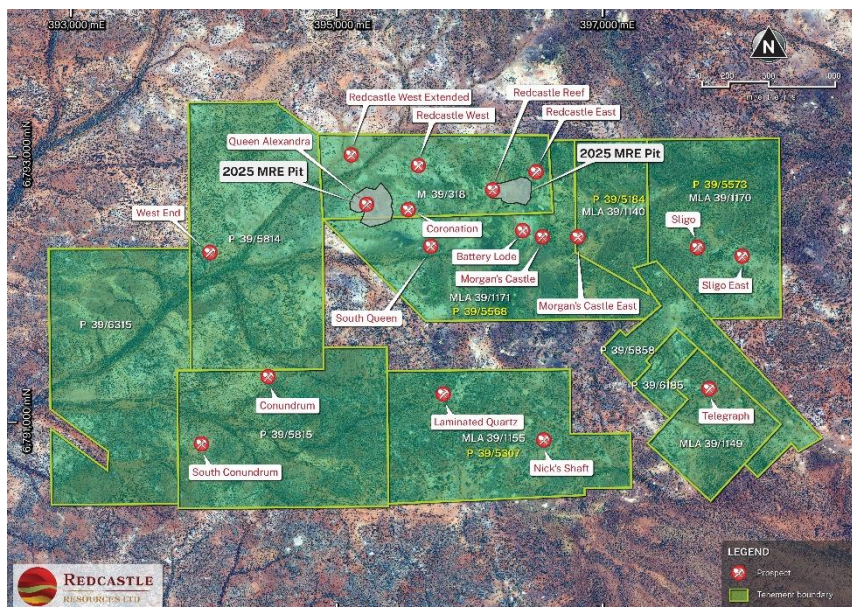 393,000 mE
395,000 mE
397,000 mE
N
metres
6,793,000 mN
6,791,000 mN
Redcastle West Extended
Redcastle Reef
Redcastle West
Redcastle East
Queen Alexandra
2025 MRE Pit
2025 MRE Pit
M 39/318
P 39/5184
MLA 39/1140
P 39/5573
MLA 39/1170
West End
Coronation
Sligo
P 39/5814
Battery Lode
Morgan's Castle
Sligo East
MLA 39/1171
Morgan's Castle East
P 39/5568
South Queen
P 39/6315
P 39/5858
P 39/6185
Conundrum
Laminated Quartz
Telegraph
P 39/5815
MLA 39/1155
P 39/5307
MLA 39/1149
South Conundrum
Nick's Shaft
LEGEND
Prospect
Tenement boundary
REDCASTLE
RESOURCES LTD